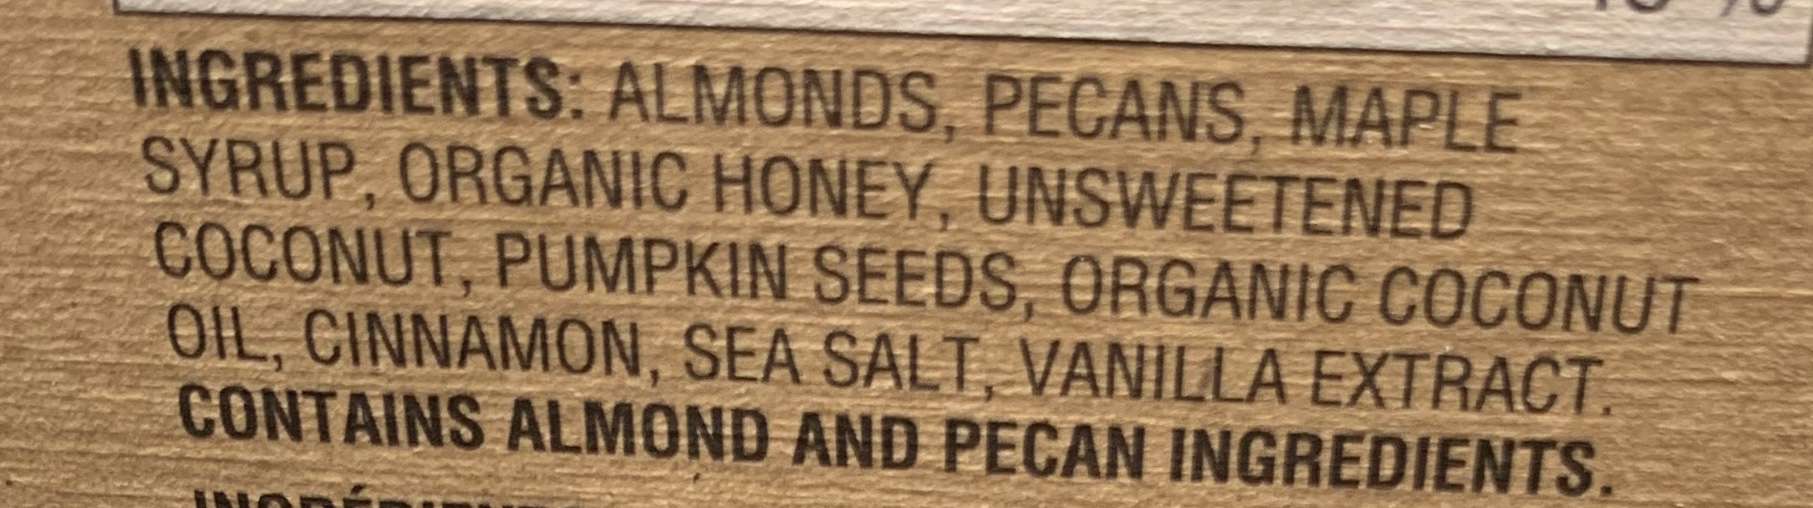 INGREDIENTS: ALMONDS, PECANS, MAPLE
SYRUP, ORGANIC HONEY, UNSWEETENED
COCONUT, PUMPKIN SEEDS, ORGANIC COCONUT
OIL, CINNAMON, SEA SALT, VANILLA EXTRACT.
CONTAINS ALMOND AND PECAN INGREDIENTS.